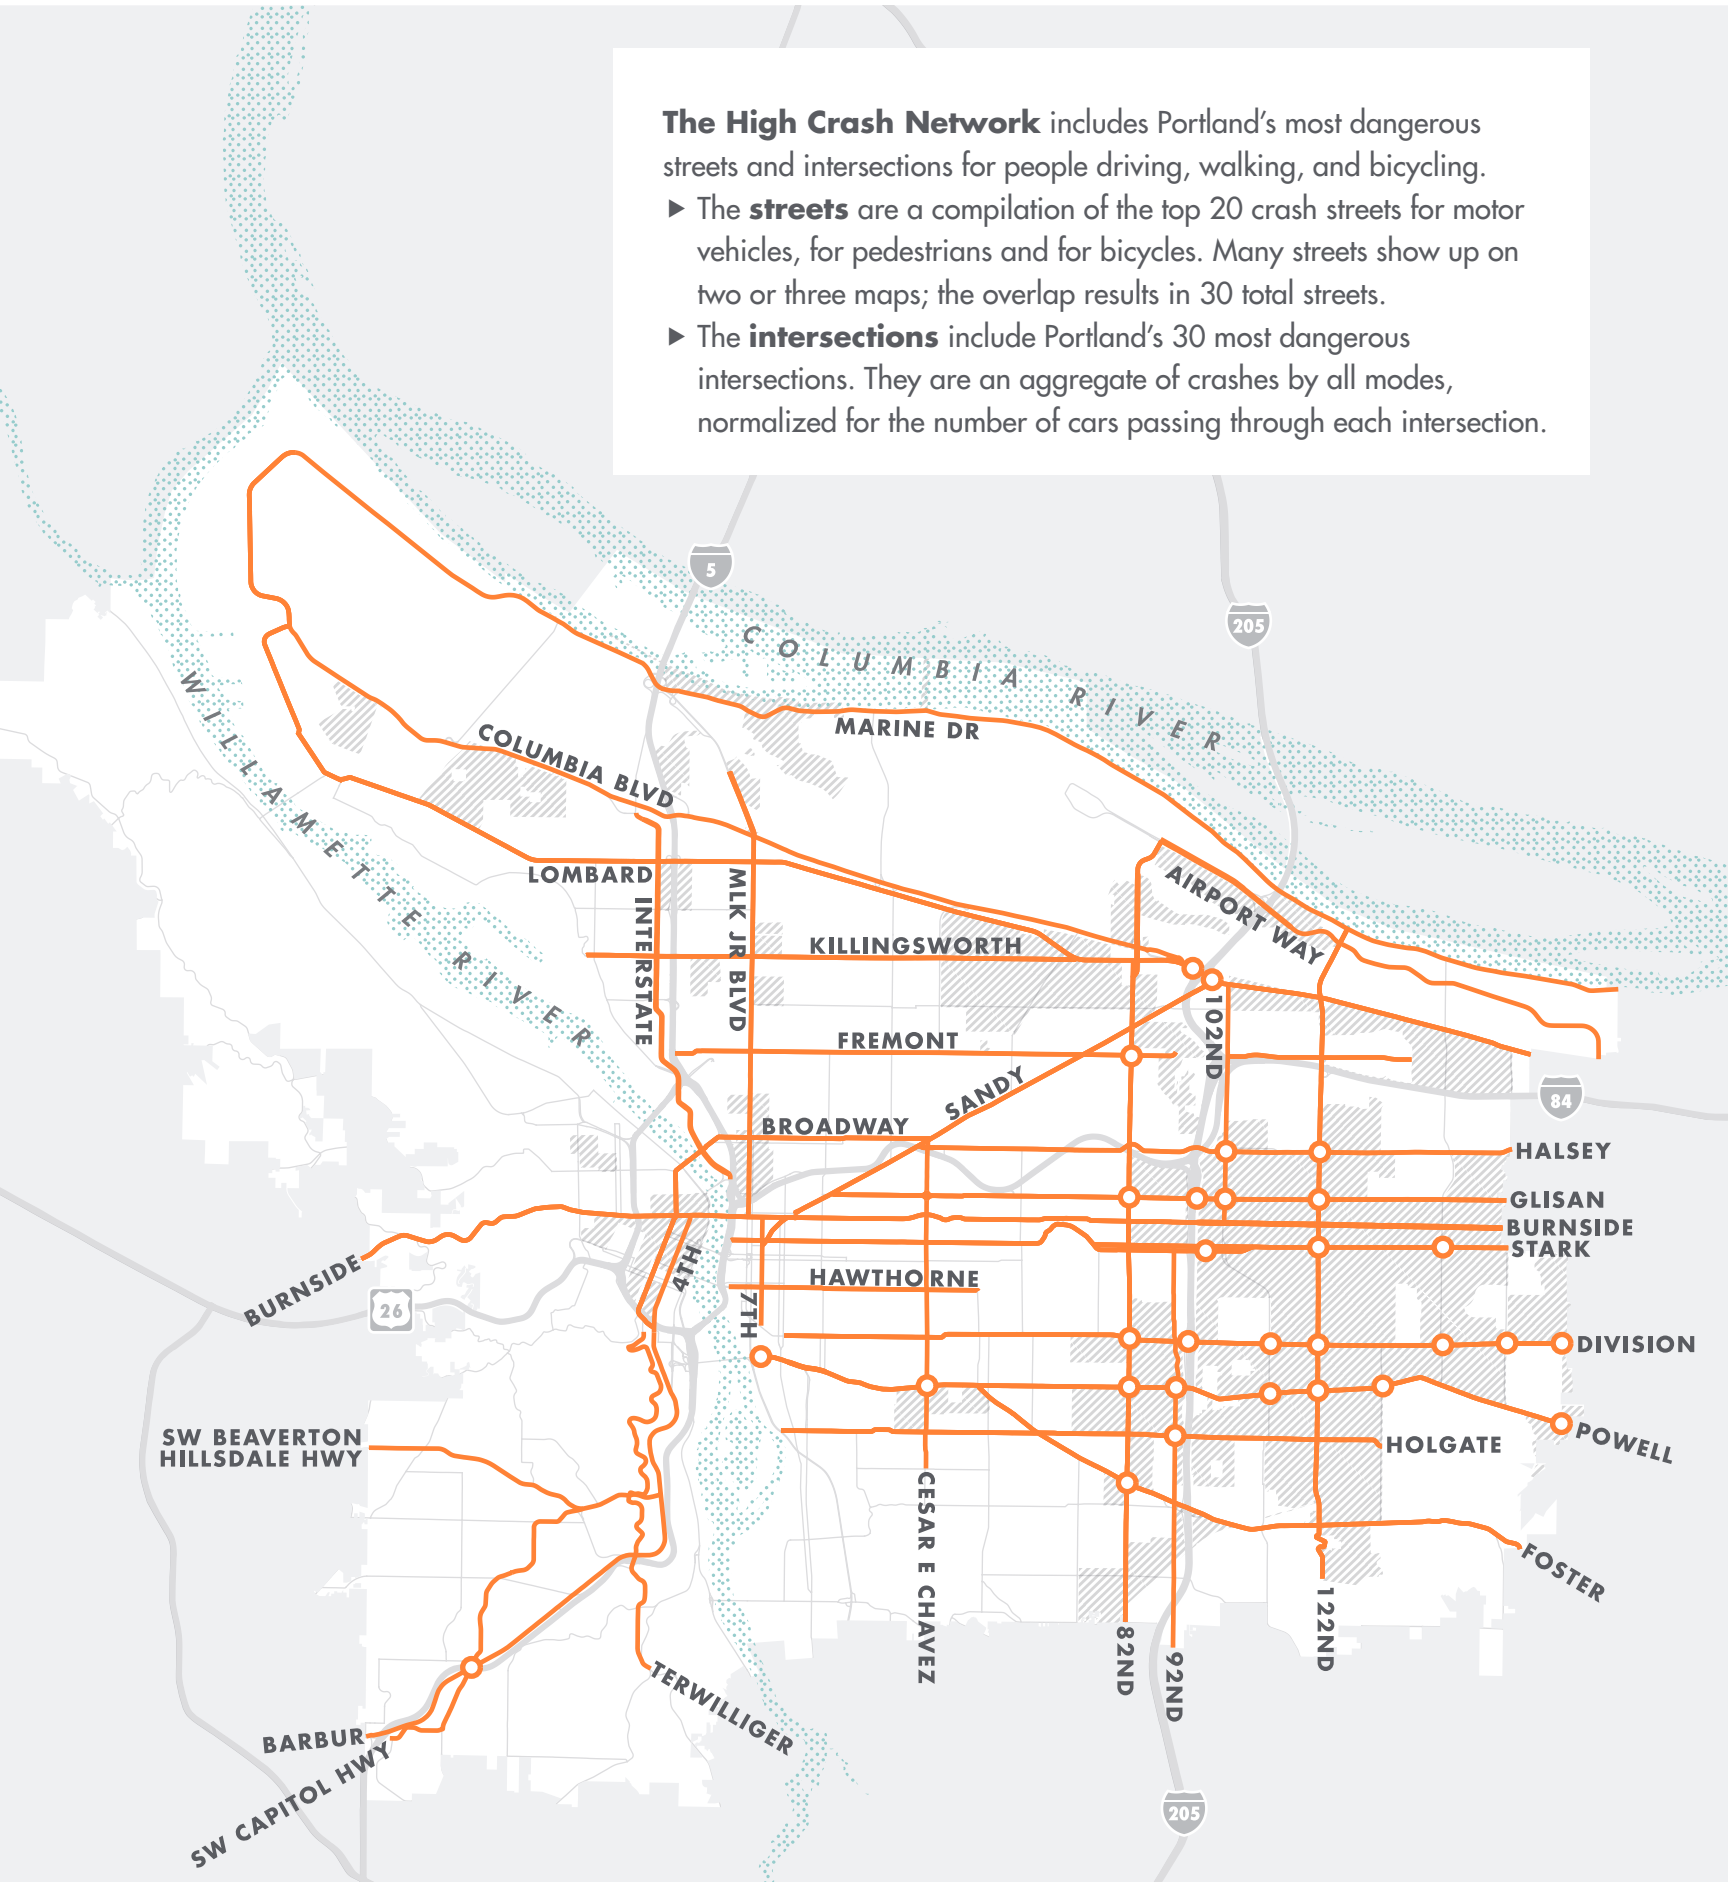 The High Crash Network includes Portland’s most dangerous
streets and intersections for people driving, walking, and bicycling.
▶ The streets are a compilation of the top 20 crash streets for motor
vehicles, for pedestrians and for bicycles. Many streets show up on
two or three maps; the overlap results in 30 total streets.
▶ The intersections include Portland’s 30 most dangerous
intersections. They are an aggregate of crashes by all modes,
normalized for the number of cars passing through each intersection.
5
205
COLUMBIA RIVER
WILLAMETTE RIVER
MARINE DR
COLUMBIA BLVD
LOMBARD
INTERSTATE
MLK JR BLVD
AIRPORT WAY
KILLINGSWORTH
102ND
FREMONT
SANDY
84
BROADWAY
HALSEY
GLISAN
BURNSIDE
STARK
BURNSIDE
26
4TH
HAWTHORNE
7TH
DIVISION
SW BEAVERTON
HILLSDALE HWY
HOLGATE
POWELL
CESAR E CHAVEZ
FOSTER
82ND
92ND
122ND
TERWILLIGER
BARBUR
SW CAPITOL HWY
205